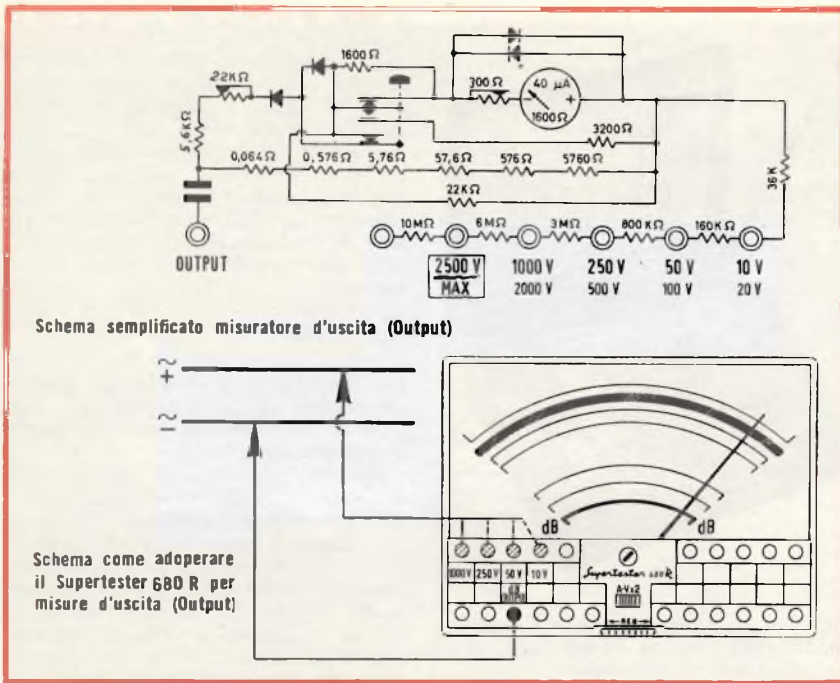 1600Ω
22KΩ
300Ω
40 µA
- +
1600Ω
5,6KΩ
3200Ω
0,064Ω 0,576Ω 5,76Ω 57,6Ω 576Ω 5760Ω
36K
22KΩ
10MΩ 6MΩ 3MΩ 800KΩ 160KΩ
OUTPUT
2500 V 1000 V 250 V 50 V 10 V
MAX 2000 V 500 V 100 V 20 V
Schema semplificato misuratore d'uscita (Output)
dB dB
Schema come adoperare
il Supertester 680 R per
misure d'uscita (Output)
1000V 250V 50V 10V Supertester 680R
OUTPUT
A-V×2